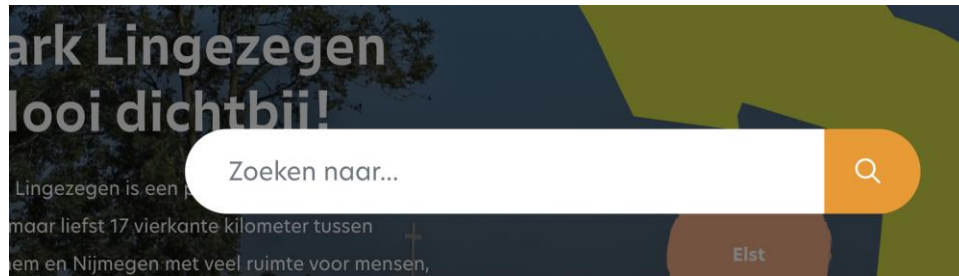 ark Lingezegen
looi dichtbij!
Zoeken naar...
Lingezegen is een p
maar liefst 17 vierkante kilometer tussen
em en Nijmegen met veel ruimte voor mensen,
Elst